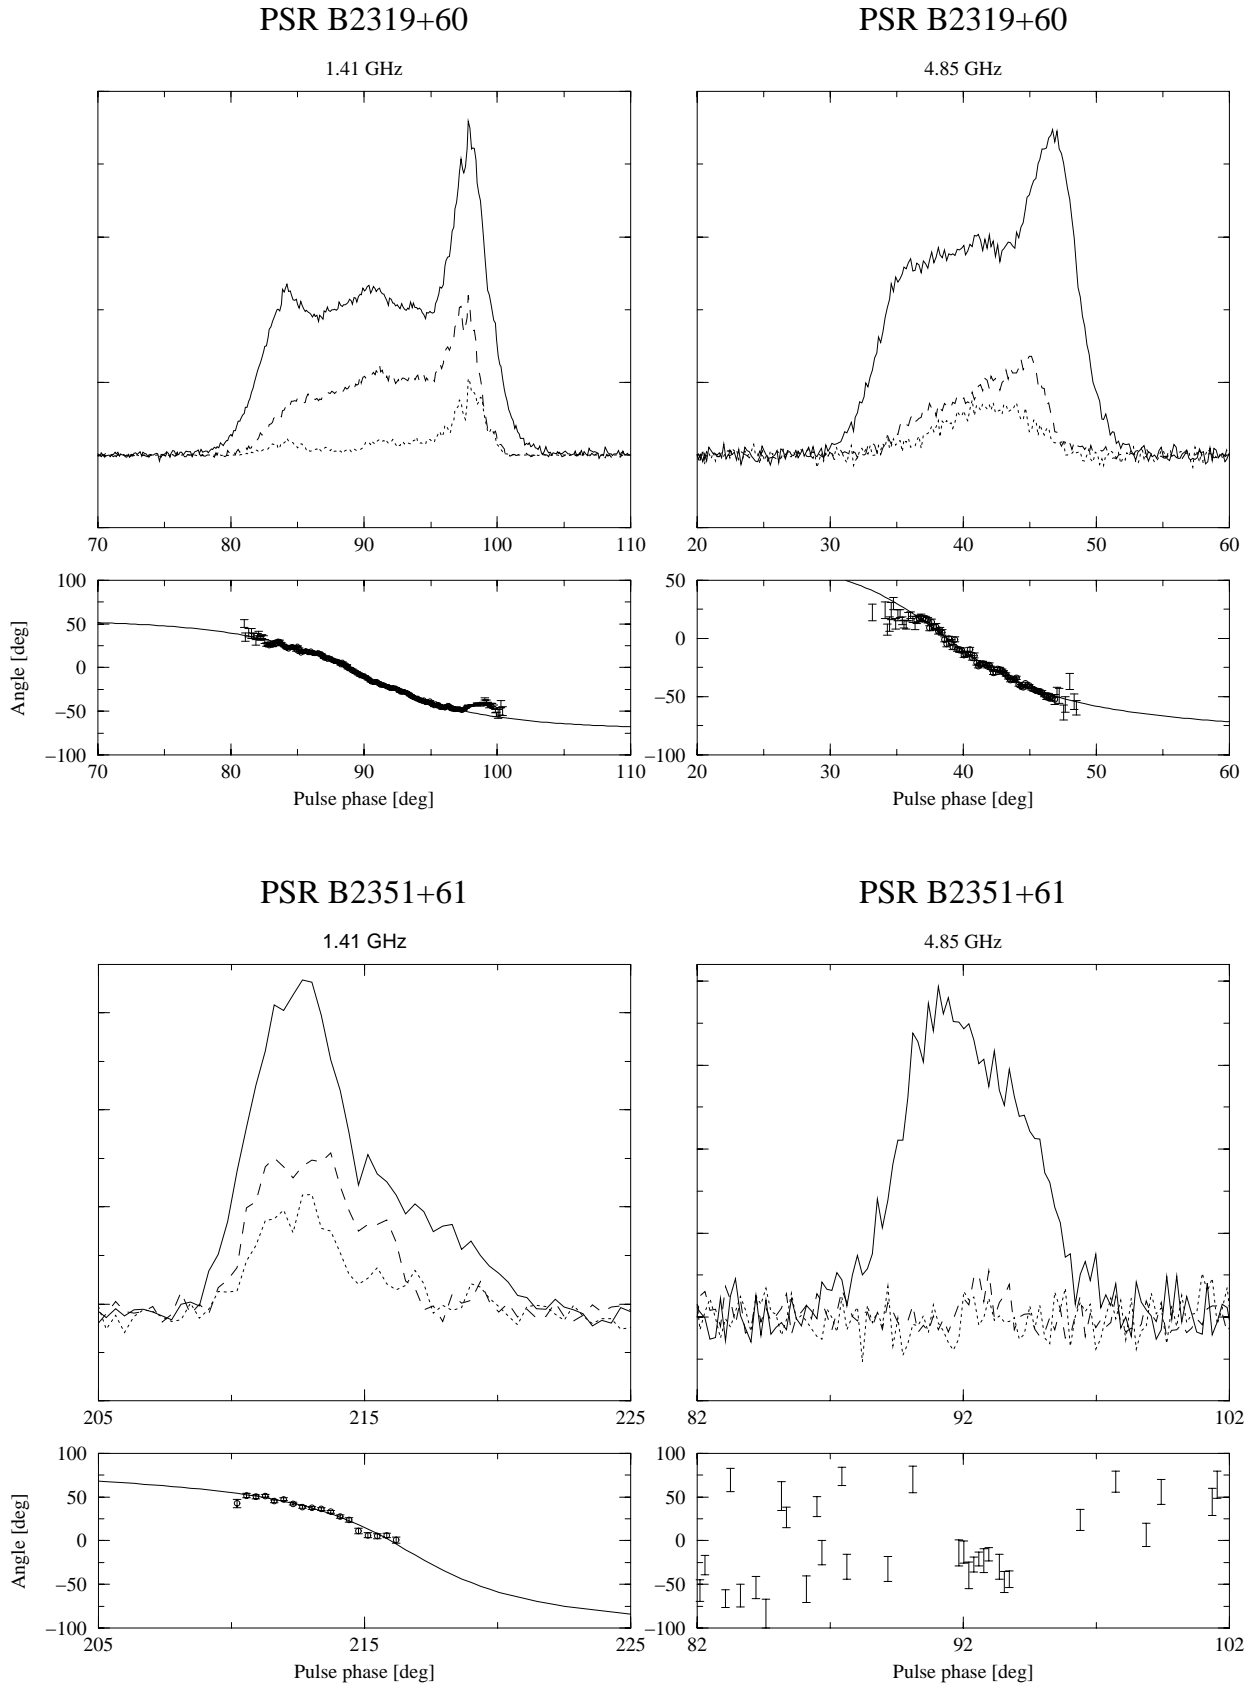 PSR B2319+60
PSR B2319+60
1.41 GHz
4.85 GHz
70 80 90 100 110
20 30 40 50 60
100
50
0
−50
−100
Angle [deg]
70 80 90 100 110
Pulse phase [deg]
50
0
−50
−100
20 30 40 50 60
Pulse phase [deg]
PSR B2351+61
PSR B2351+61
1.41 GHz
4.85 GHz
205 215 225
82 92 102
100
50
0
−50
−100
Angle [deg]
205 215 225
Pulse phase [deg]
100
50
0
−50
−100
82 92 102
Pulse phase [deg]